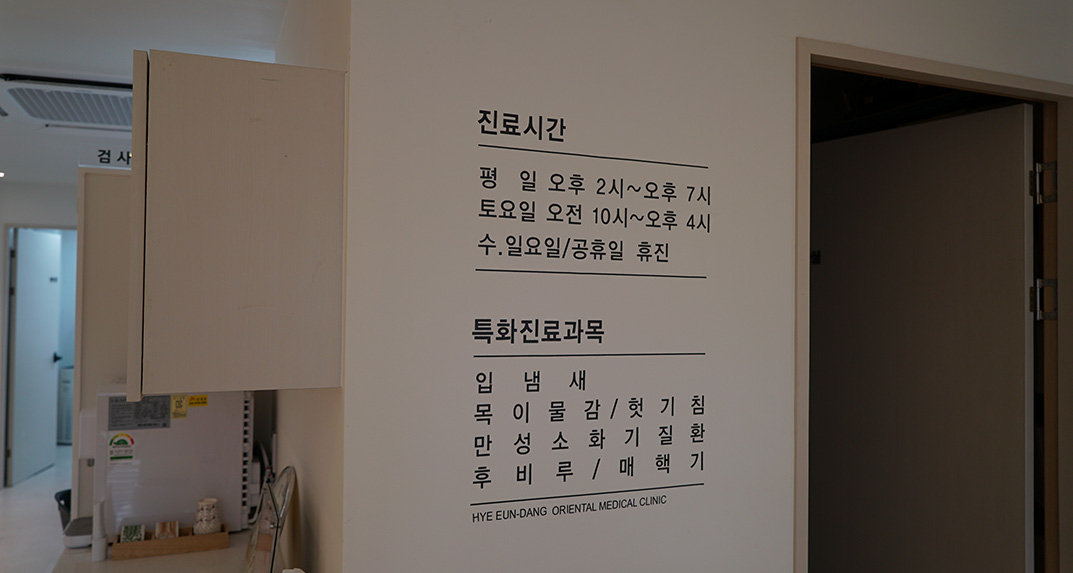 검 사
진료시간
평 일 오후 2시~오후 7시
토요일 오전 10시~오후 4시
수.일요일/공휴일 휴진
특화진료과목
입 냄 새
목 이 물 감 / 헛 기 침
만 성 소 화 기 질 환
후 비 루 / 매 핵 기
HYE EUN-DANG ORIENTAL MEDICAL CLINIC